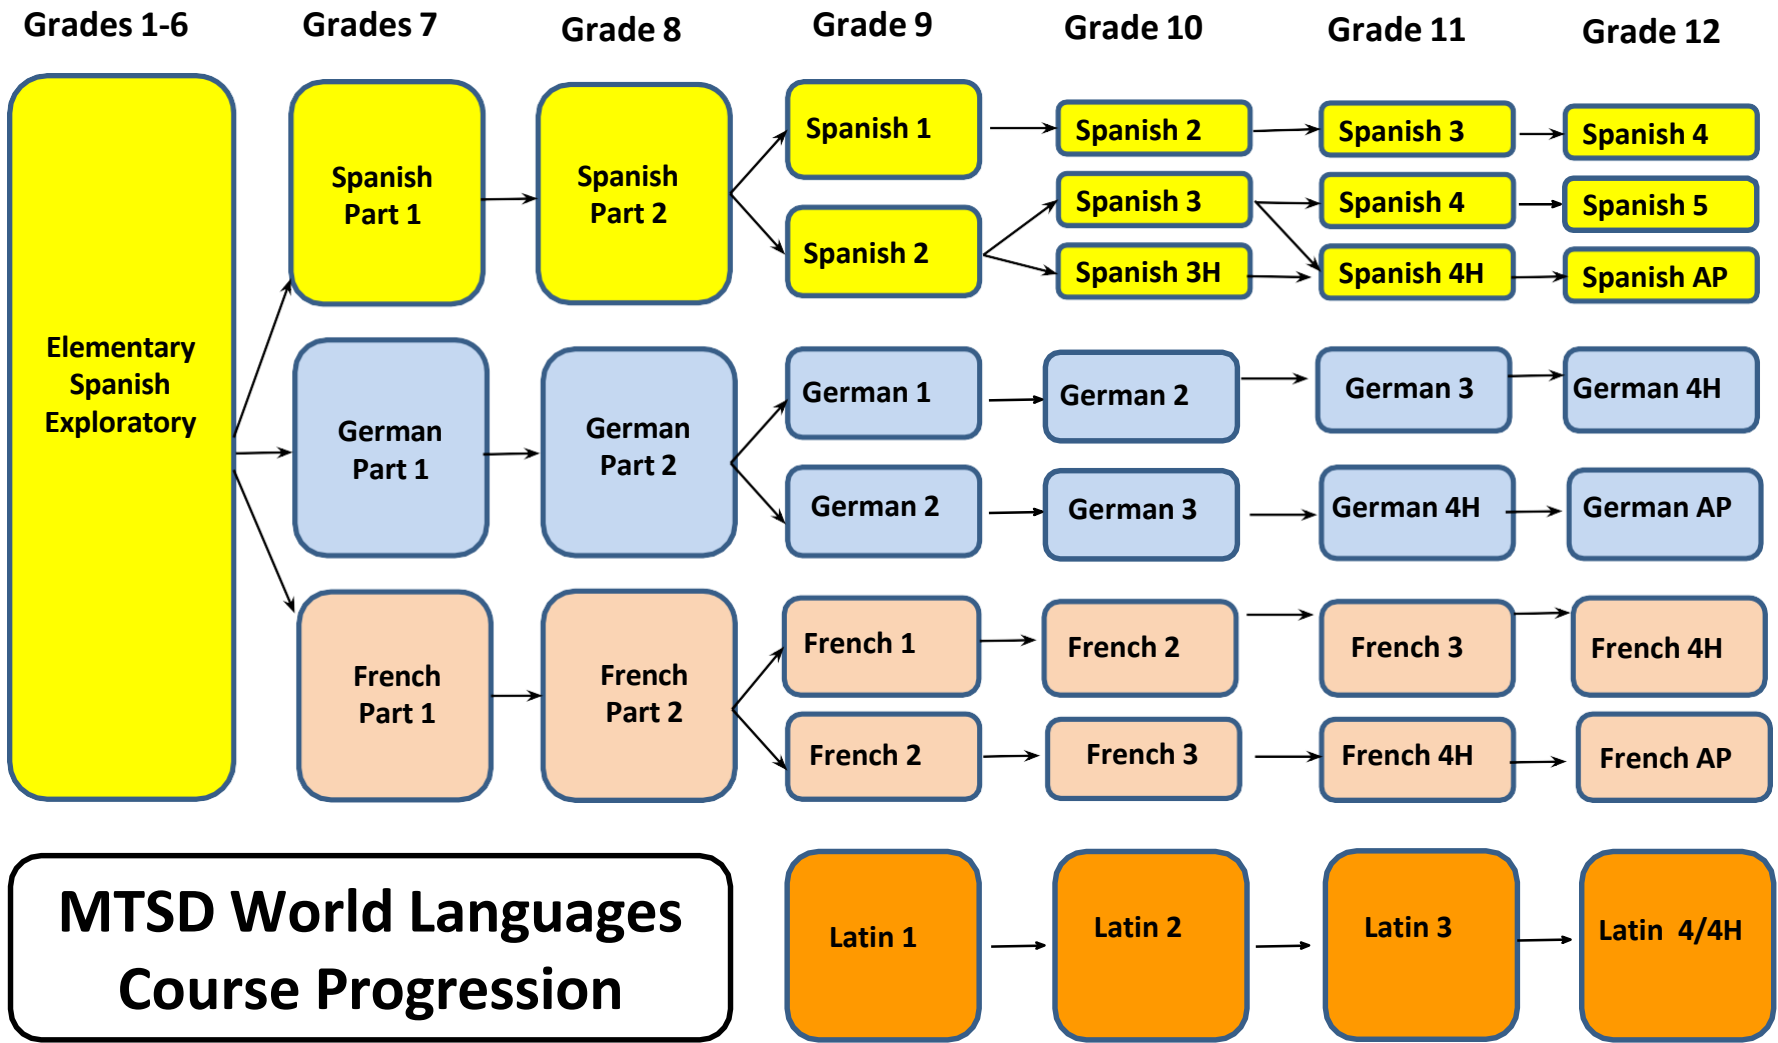 Grades 1-6
Grades 7
Grade 8
Grade 9
Grade 10
Grade 11
Grade 12
Elementary
Spanish
Exploratory
Spanish
Part 1
Spanish
Part 2
Spanish 1
Spanish 2
Spanish 3
Spanish 4
Spanish 2
Spanish 3
Spanish 4
Spanish 5
Spanish 3H
Spanish 4H
Spanish AP
German
Part 1
German
Part 2
German 1
German 2
German 3
German 4H
German 2
German 3
German 4H
German AP
French
Part 1
French
Part 2
French 1
French 2
French 3
French 4H
French 2
French 3
French 4H
French AP
MTSD World Languages
Course Progression
Latin 1
Latin 2
Latin 3
Latin  4/4H